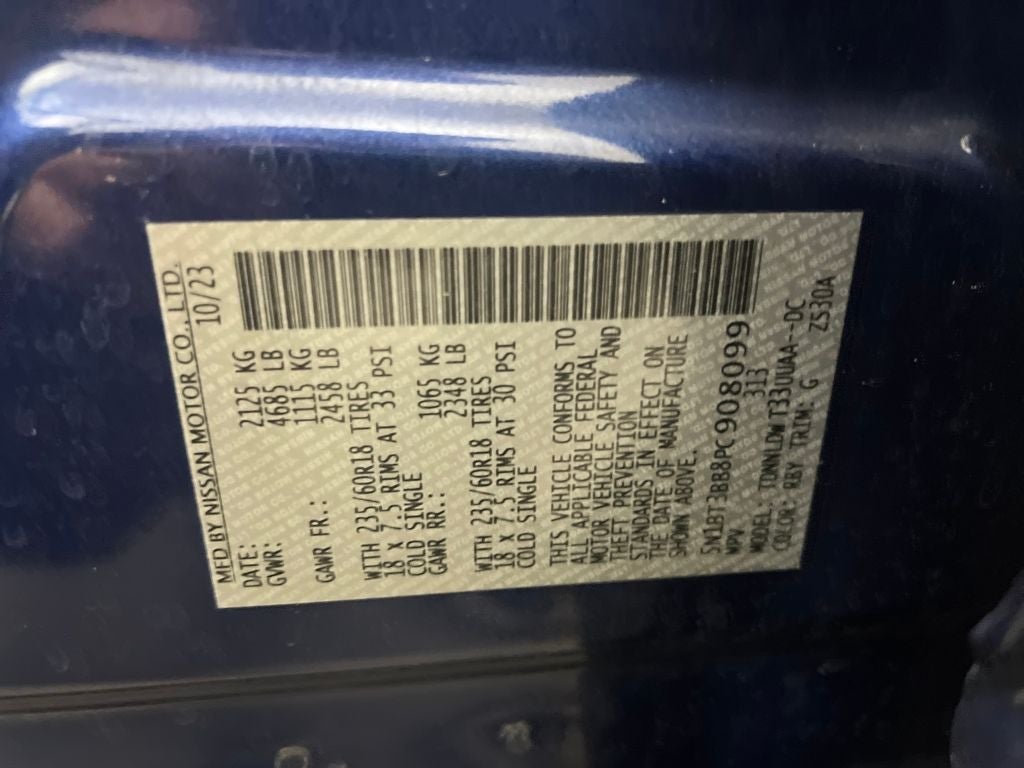 MFD BY NISSAN MOTOR CO., LTD.
DATE: 10/23
GVWR: 2125 KG
4685 LB
GAWR FR.: 1115 KG
2458 LB
WITH 235/60R18 TIRES
18 x 7.5 RIMS AT 33 PSI
COLD SINGLE
GAWR RR.: 1065 KG
2348 LB
WITH 235/60R18 TIRES
18 X 7.5 RIMS AT 30 PSI
COLD SINGLE
THIS VEHICLE CONFORMS TO
ALL APPLICABLE FEDERAL
MOTOR VEHICLE SAFETY AND
THEFT PREVENTION
STANDARDS IN EFFECT ON
THE DATE OF MANUFACTURE
SHOWN ABOVE.
5N1BT3BB8PC908099
MPV 313
MODEL: TONNLDW T33UUAA--DC
COLOR: RBY TRIM: G Z530A